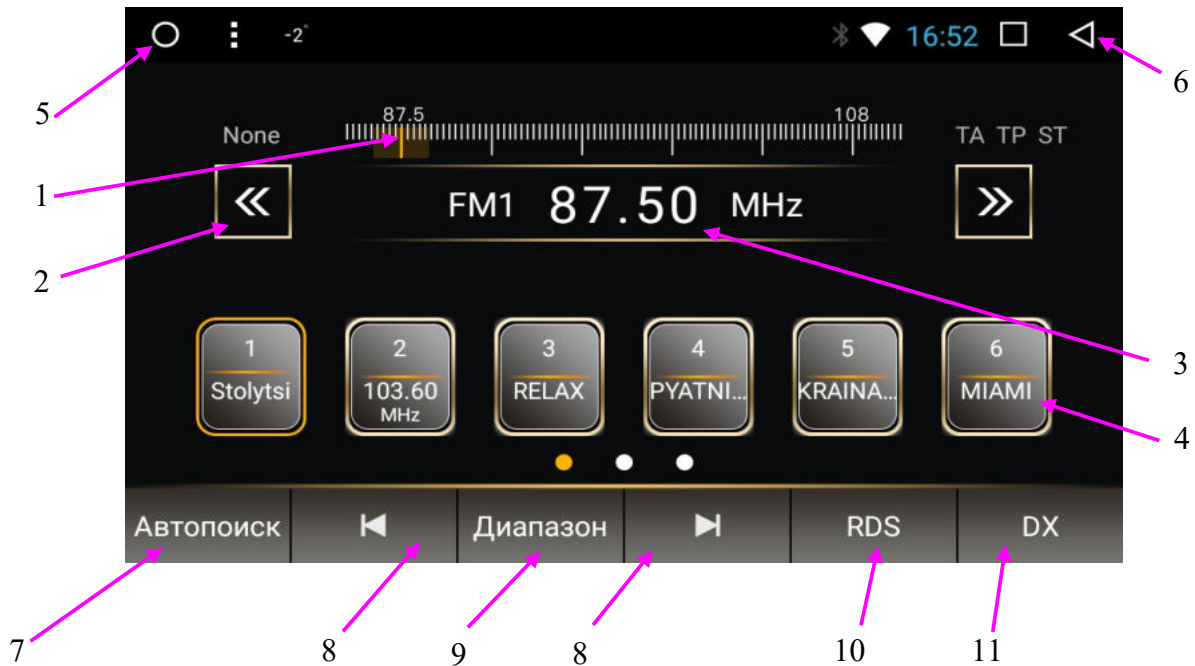 -2°
16:52
5
6
87.5
108
None
TA TP ST
1
FM1 87.50 MHz
2
3
1
Stolytsi
2
103.60
MHz
3
RELAX
4
PYATNI...
5
KRAINA...
6
MIAMI
4
Автопоиск
Диапазон
RDS
DX
7
8
9
8
10
11